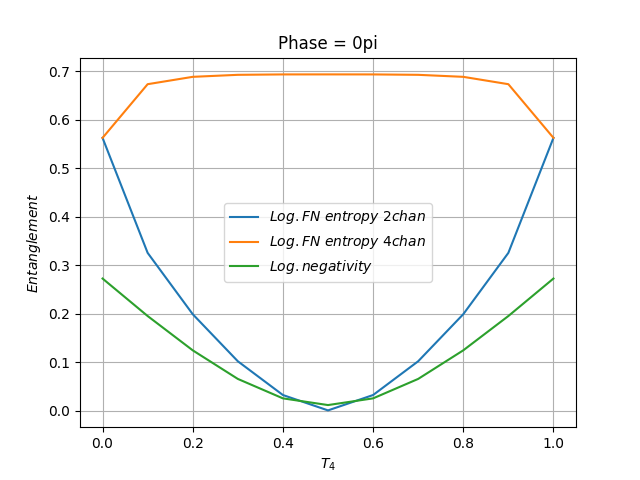 Phase = 0pi
0.7
0.6
0.5
0.4
0.3
0.2
0.1
0.0
Entanglement
Log.FN entropy 2chan
Log.FN entropy 4chan
Log.negativity
0.0 0.2 0.4 0.6 0.8 1.0
T₄